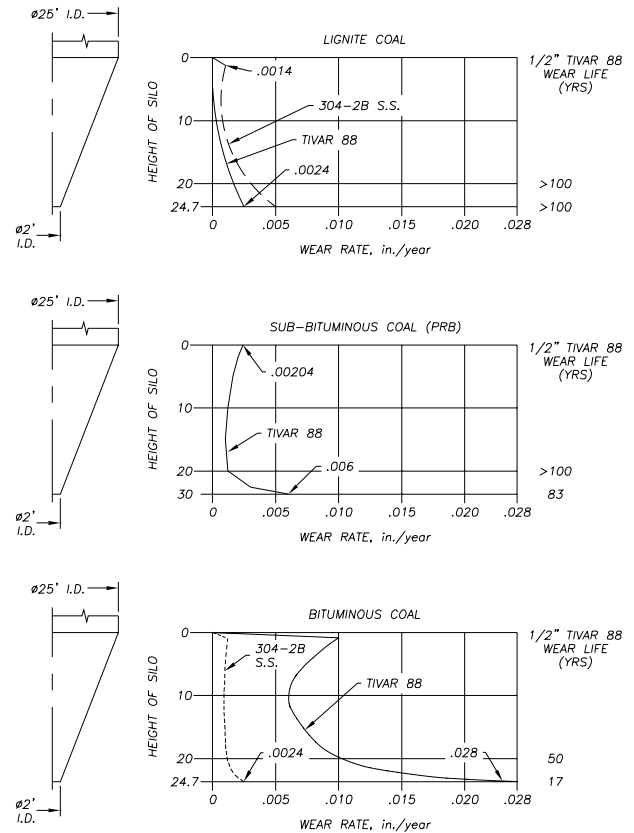 ø25' I.D.
ø2'
I.D.
LIGNITE COAL
HEIGHT OF SILO
0
10
20
24.7
.0014
304-2B S.S.
TIVAR 88
.0024
0 .005 .010 .015 .020 .028
WEAR RATE, in./year
1/2" TIVAR 88
WEAR LIFE
(YRS)
>100
>100
ø25' I.D.
ø2'
I.D.
SUB-BITUMINOUS COAL (PRB)
HEIGHT OF SILO
0
10
20
30
.00204
TIVAR 88
.006
0 .005 .010 .015 .020 .028
WEAR RATE, in./year
1/2" TIVAR 88
WEAR LIFE
(YRS)
>100
83
ø25' I.D.
ø2'
I.D.
BITUMINOUS COAL
HEIGHT OF SILO
0
10
20
24.7
304-2B
S.S.
TIVAR 88
.0024
.028
0 .005 .010 .015 .020 .028
WEAR RATE, in./year
1/2" TIVAR 88
WEAR LIFE
(YRS)
50
17